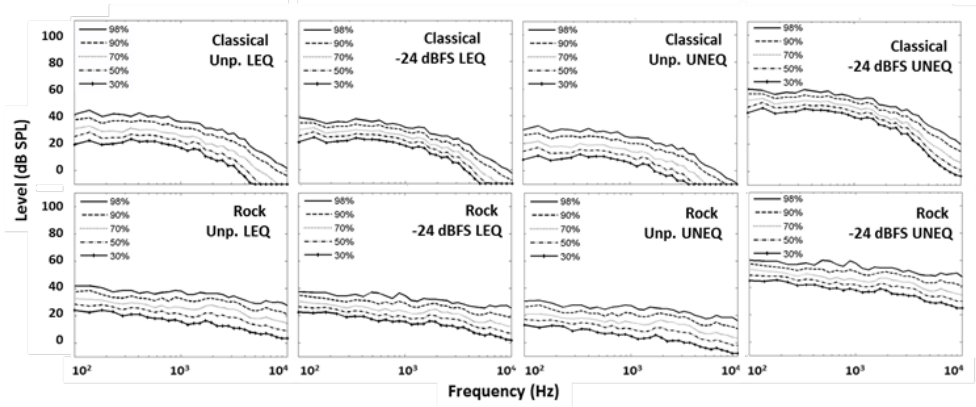 98%
90%
70%
50%
30%
Classical
Unp. LEQ
98%
90%
70%
50%
30%
Classical
-24 dBFS LEQ
98%
90%
70%
50%
30%
Classical
Unp. UNEQ
98%
90%
70%
50%
30%
Classical
-24 dBFS UNEQ
100
80
60
40
20
0
Level (dB SPL)
98%
90%
70%
50%
30%
Rock
Unp. LEQ
98%
90%
70%
50%
30%
Rock
-24 dBFS LEQ
98%
90%
70%
50%
30%
Rock
Unp. UNEQ
98%
90%
70%
50%
30%
Rock
-24 dBFS UNEQ
100
80
60
40
20
0
10² 10³ 10⁴ 10² 10³ 10⁴ 10² 10³ 10⁴ 10² 10³ 10⁴
Frequency (Hz)